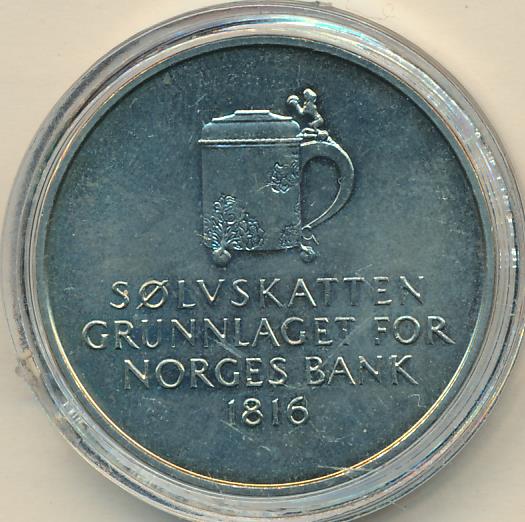 SØLVSKATTEN
GRUNNLAGET FOR
NORGES BANK
1816